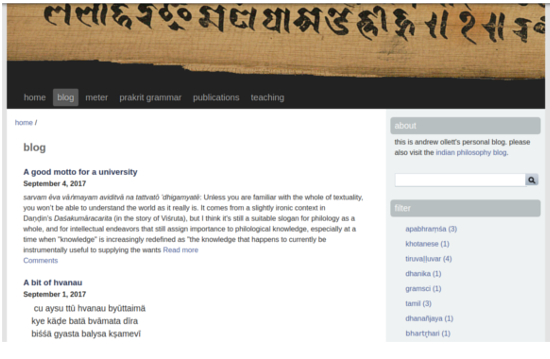 home blog meter prakrit grammar publications teaching
home /
blog
A good motto for a university
September 4, 2017
sarvam ēva vāṅmayam aviditvā na tattvatō 'dhigamyatē: Unless you are familiar with the whole of textuality,
you won't be able to understand the world as it really is. It comes from a slightly ironic context in
Daṇḍin's Daśakumāracarita (in the story of Viśruta), but I think it's still a suitable slogan for philology as a
whole, and for intellectual endeavors that still assign importance to philological knowledge, especially at a
time when "knowledge" is increasingly redefined as "the knowledge that happens to currently be
instrumentally useful to supplying the wants Read more
Comments
A bit of hvanau
September 1, 2017
cu aysu ttū hvanau byūttaimā
kye käḍe batä bvāmata dīra
biśśä gyasta balysa kṣamevī
about
this is andrew ollett's personal blog. please
also visit the indian philosophy blog.
filter
apabhraṃśa (3)
khotanese (1)
tiruvaḷḷuvar (4)
dhanika (1)
gramsci (1)
tamil (3)
dhanañjaya (1)
bhartr̥hari (1)